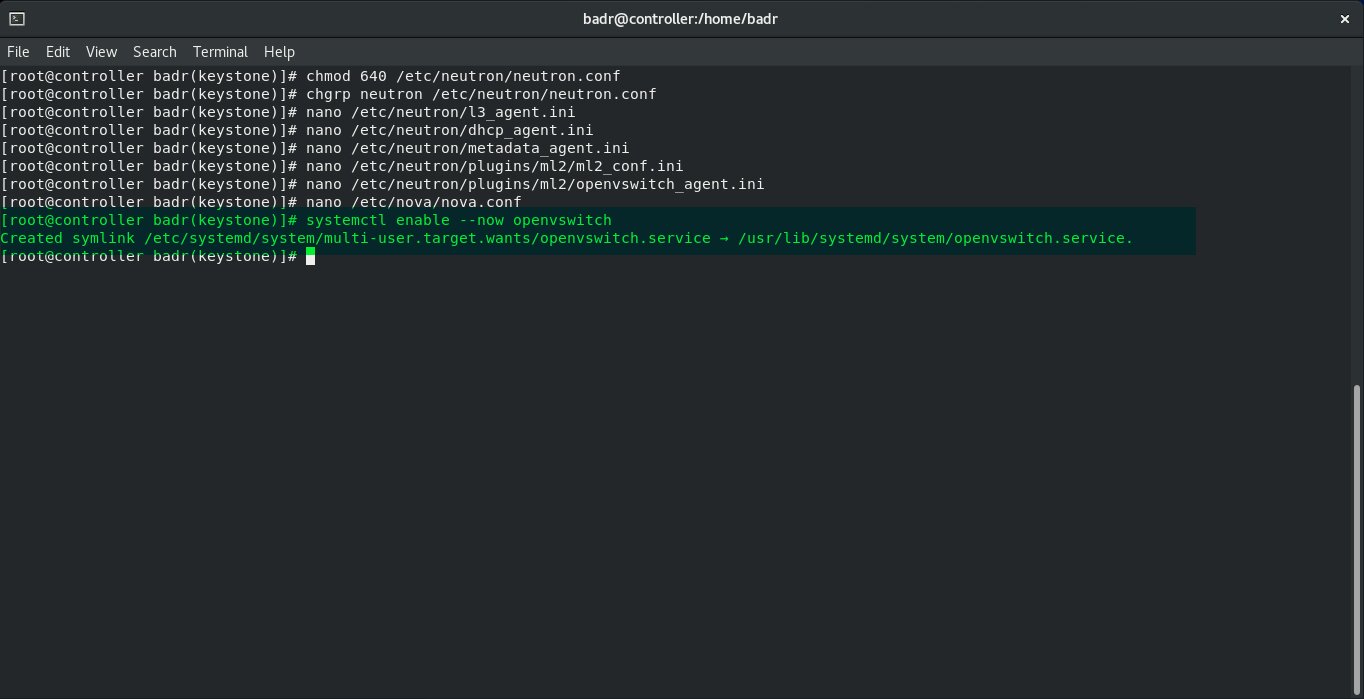 badr@controller:/home/badr
File Edit View Search Terminal Help
[root@controller badr(keystone)]# chmod 640 /etc/neutron/neutron.conf
[root@controller badr(keystone)]# chgrp neutron /etc/neutron/neutron.conf
[root@controller badr(keystone)]# nano /etc/neutron/l3_agent.ini
[root@controller badr(keystone)]# nano /etc/neutron/dhcp_agent.ini
[root@controller badr(keystone)]# nano /etc/neutron/metadata_agent.ini
[root@controller badr(keystone)]# nano /etc/neutron/plugins/ml2/ml2_conf.ini
[root@controller badr(keystone)]# nano /etc/neutron/plugins/ml2/openvswitch_agent.ini
[root@controller badr(keystone)]# nano /etc/nova/nova.conf
[root@controller badr(keystone)]# systemctl enable --now openvswitch
Created symlink /etc/systemd/system/multi-user.target.wants/openvswitch.service → /usr/lib/systemd/system/openvswitch.service.
[root@controller badr(keystone)]#